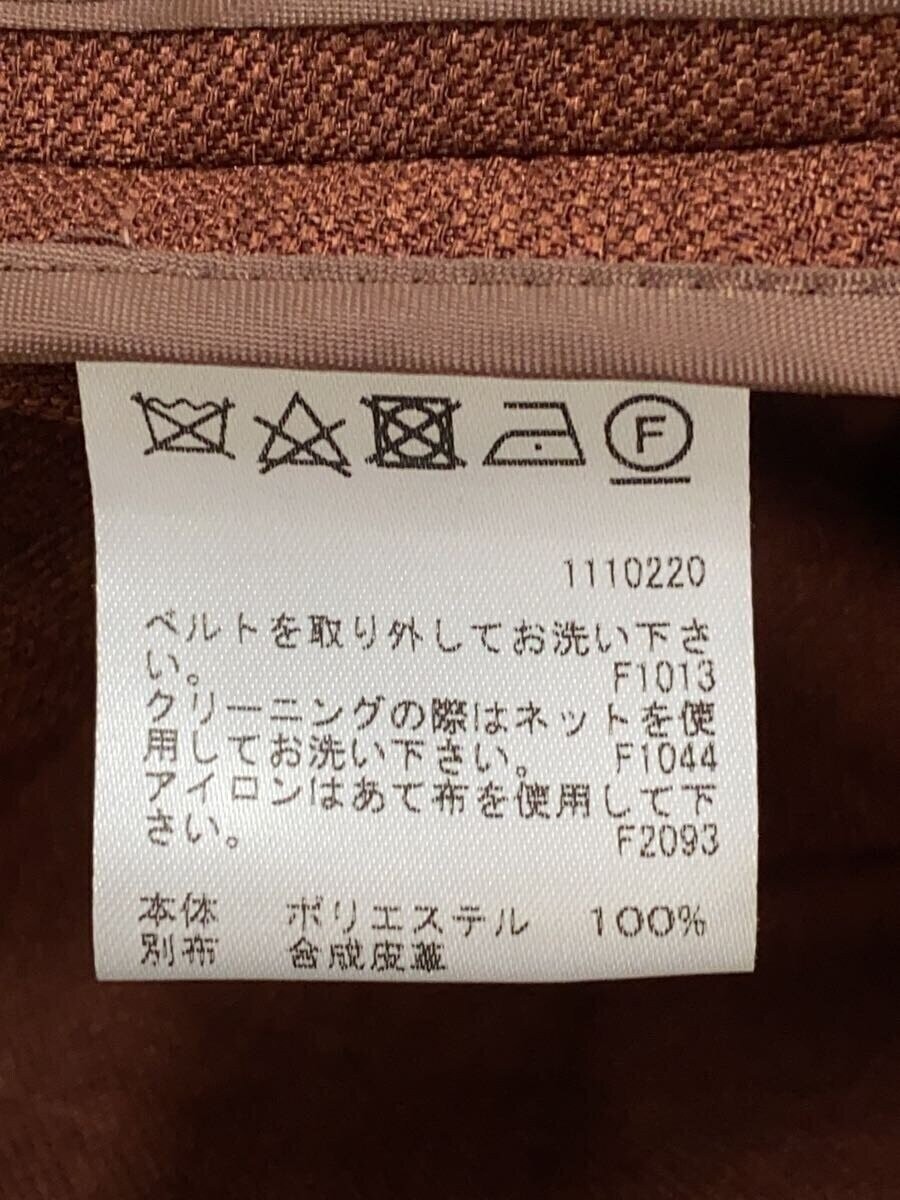 F
1110220
ベルトを取り外してお洗い下さ
い。 F1013
クリーニングの際はネットを使
用してお洗い下さい。 F1044
アイロンはあて布を使用して下
さい。 F2093
本体 ポリエステル 100%
別布 合成皮革